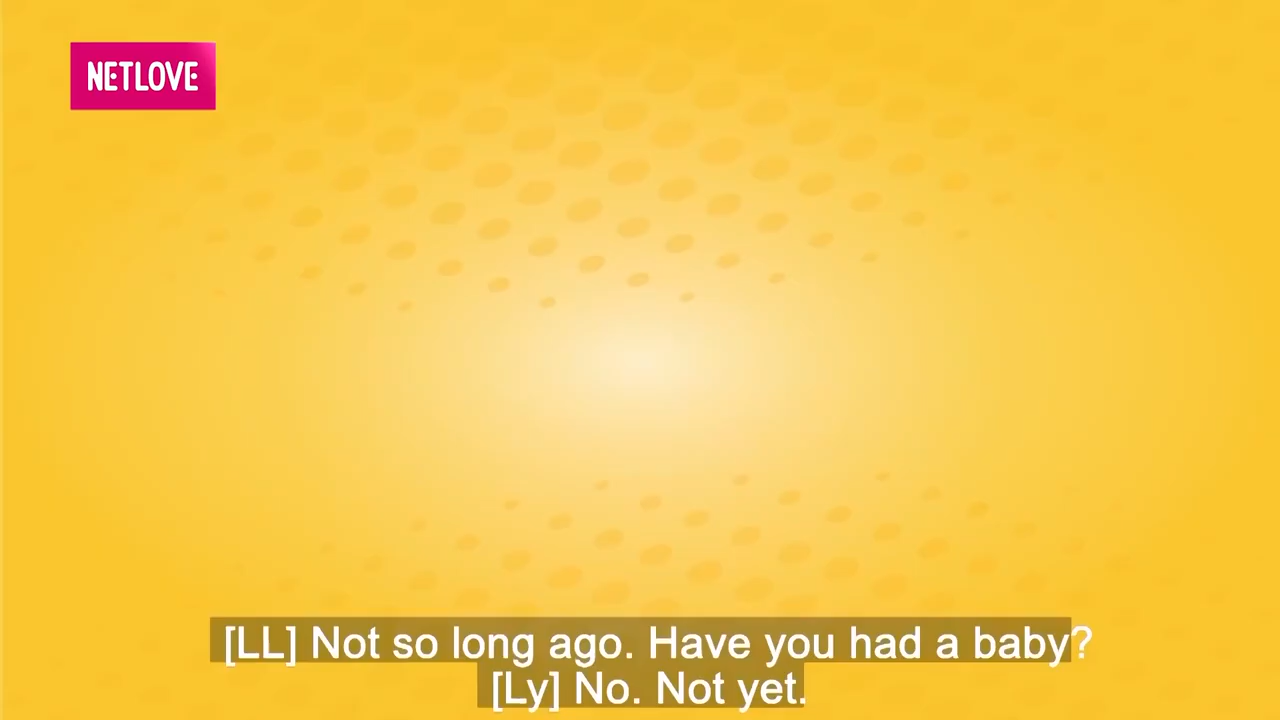 NETLOVE
[LL] Not so long ago. Have you had a baby?
[Ly] No. Not yet.